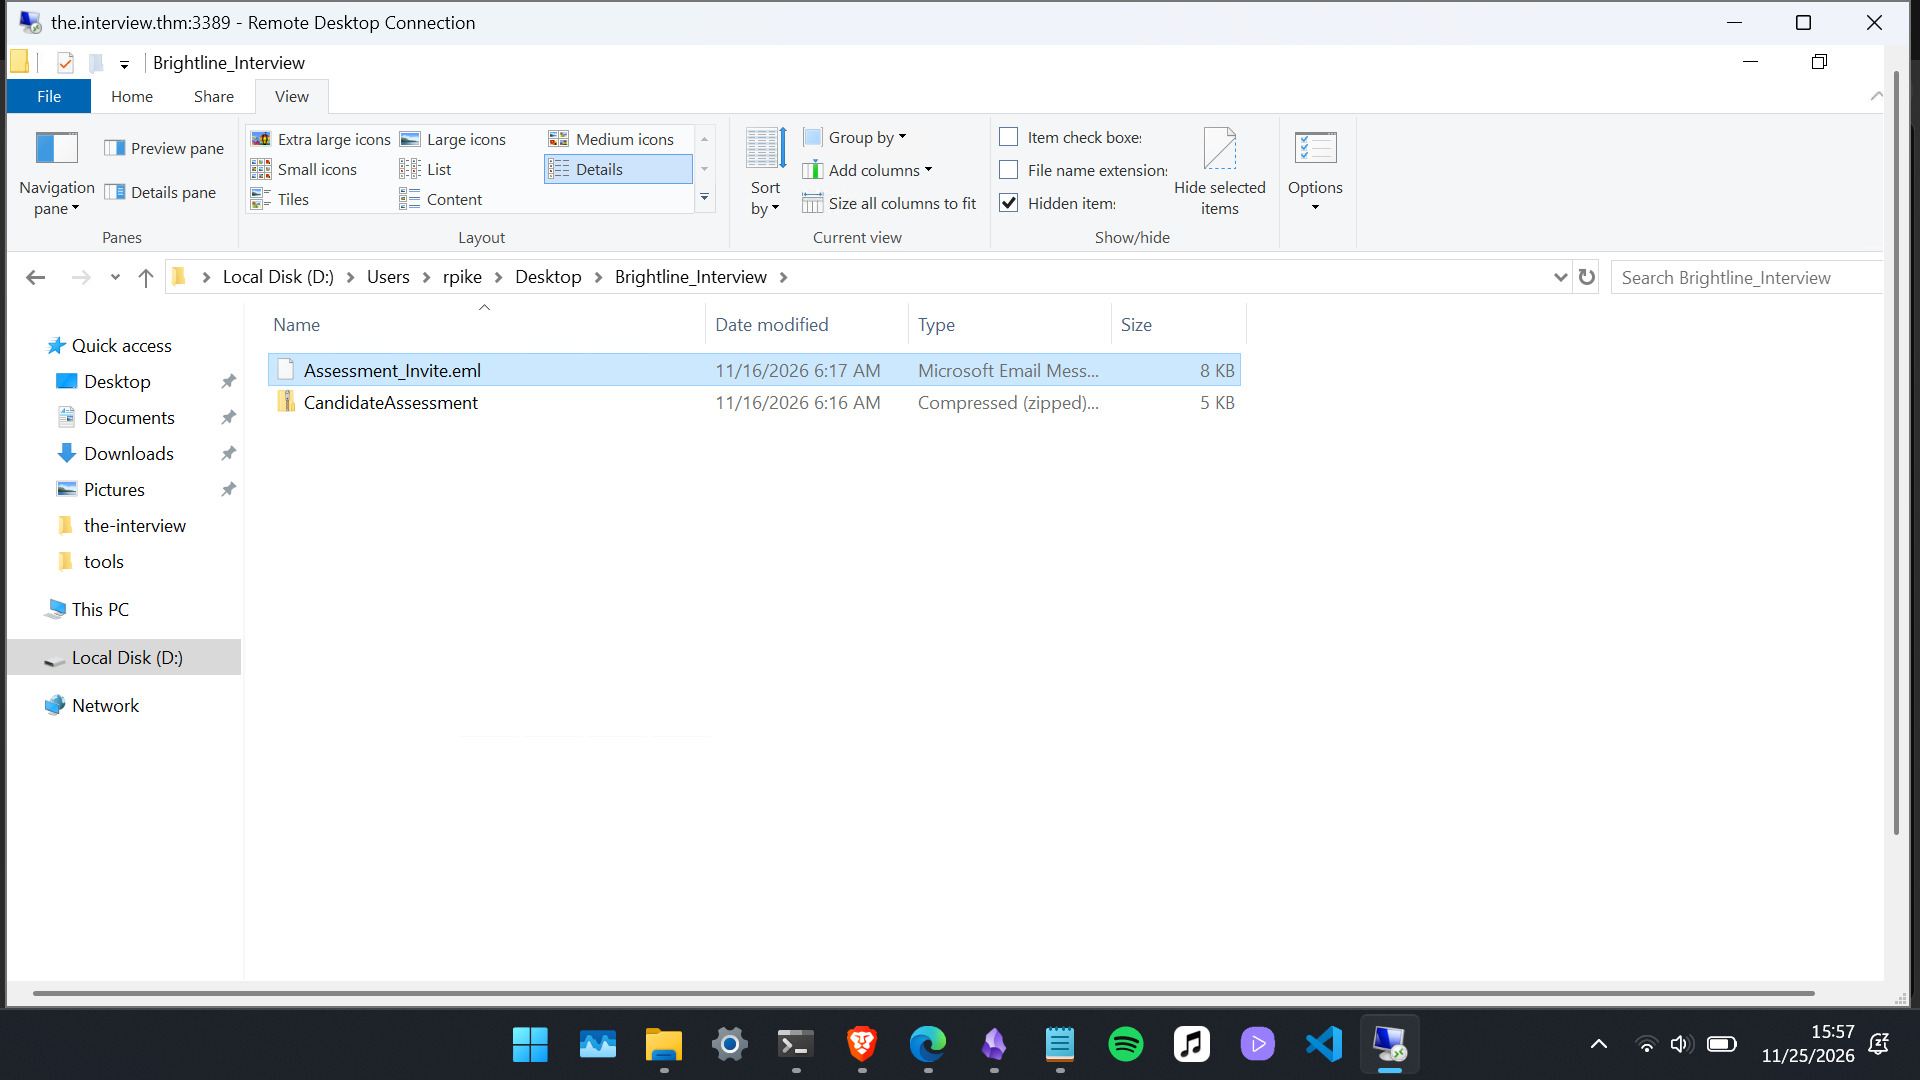 the.interview.thm:3389 - Remote Desktop Connection
Brightline_Interview
File Home Share View
Navigation pane
Preview pane
Details pane
Panes
Extra large icons Large icons Medium icons
Small icons List Details
Tiles Content
Layout
Sort by
Group by
Add columns
Size all columns to fit
Current view
Item check boxes
File name extensions
Hidden items
Hide selected items
Show/hide
Options
Local Disk (D:) Users rpike Desktop Brightline_Interview
Search Brightline_Interview
Name Date modified Type Size
Assessment_Invite.eml 11/16/2026 6:17 AM Microsoft Email Mess... 8 KB
CandidateAssessment 11/16/2026 6:16 AM Compressed (zipped)... 5 KB
Quick access
Desktop
Documents
Downloads
Pictures
the-interview
tools
This PC
Local Disk (D:)
Network
15:57
11/25/2026